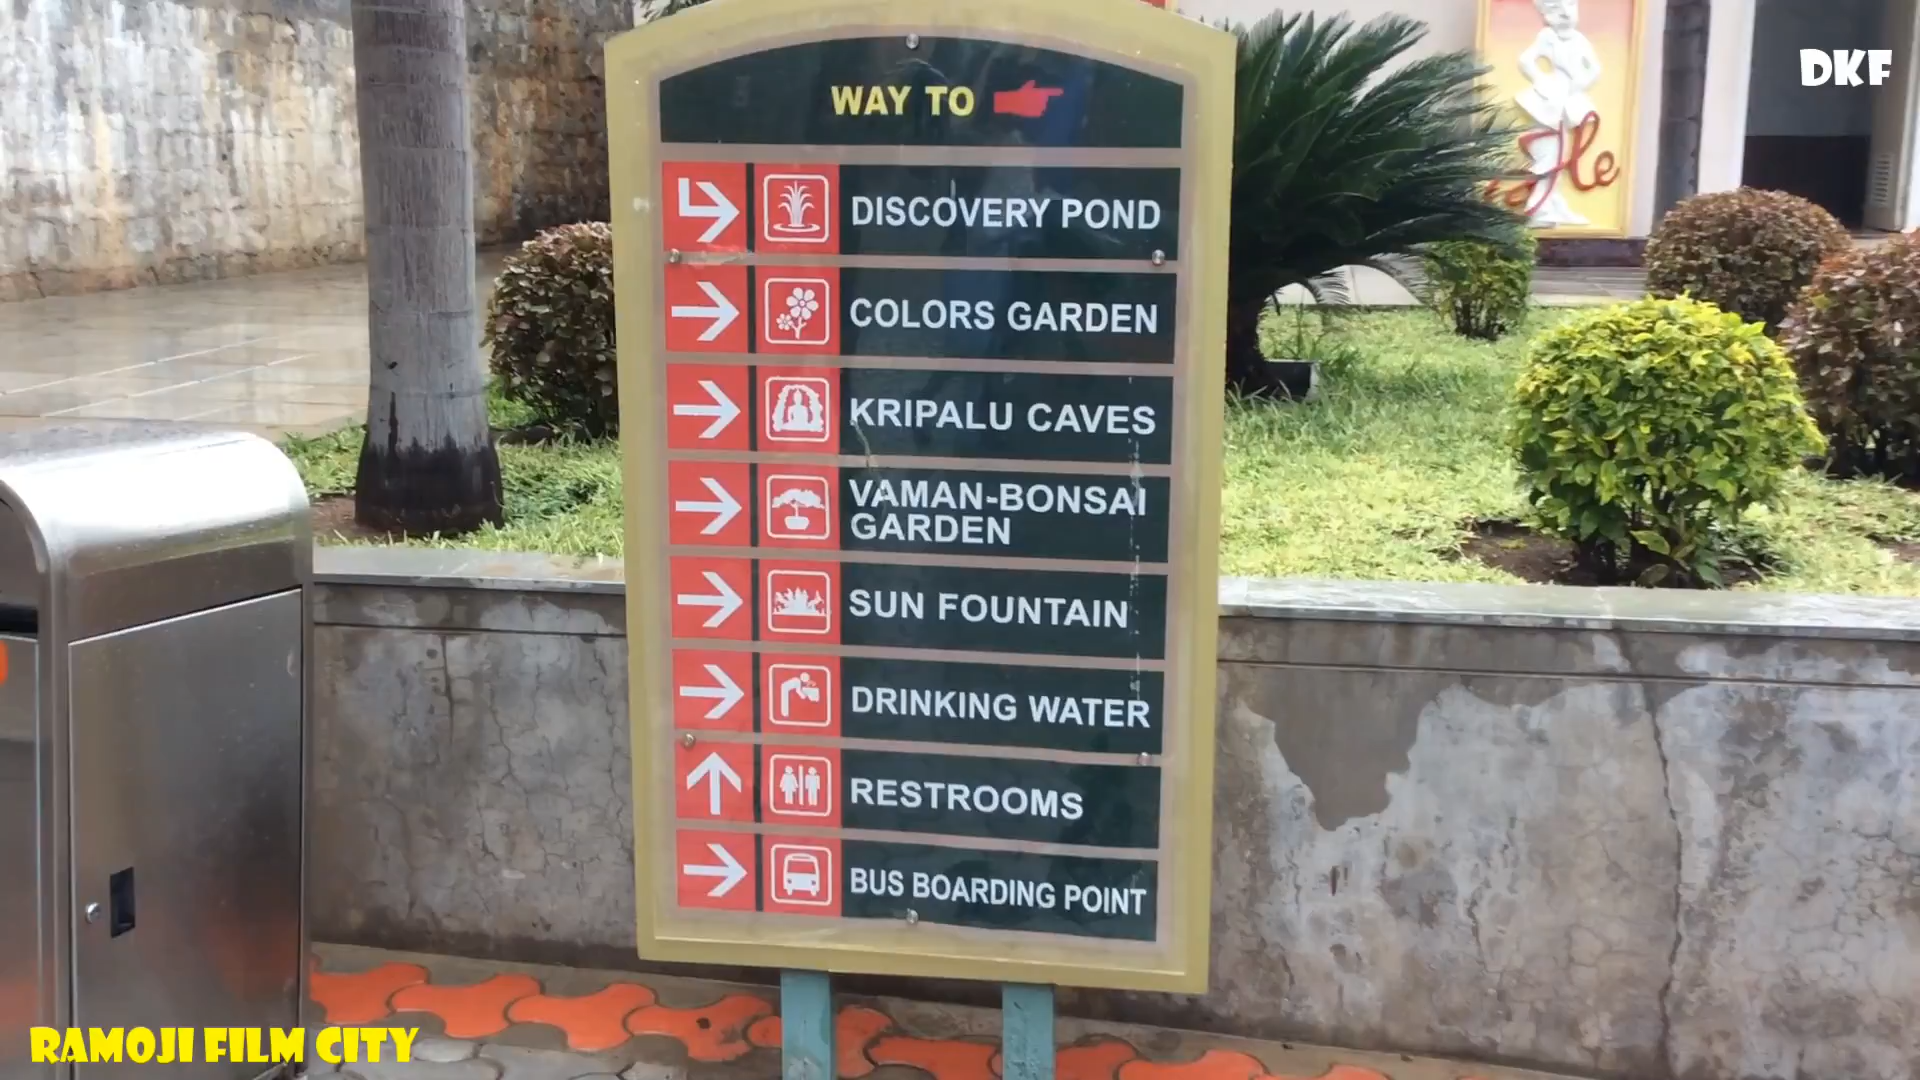 DKF
WAY TO
DISCOVERY POND
COLORS GARDEN
KRIPALU CAVES
VAMAN-BONSAI
GARDEN
SUN FOUNTAIN
DRINKING WATER
RESTROOMS
BUS BOARDING POINT
He
RAMOJI FILM CITY